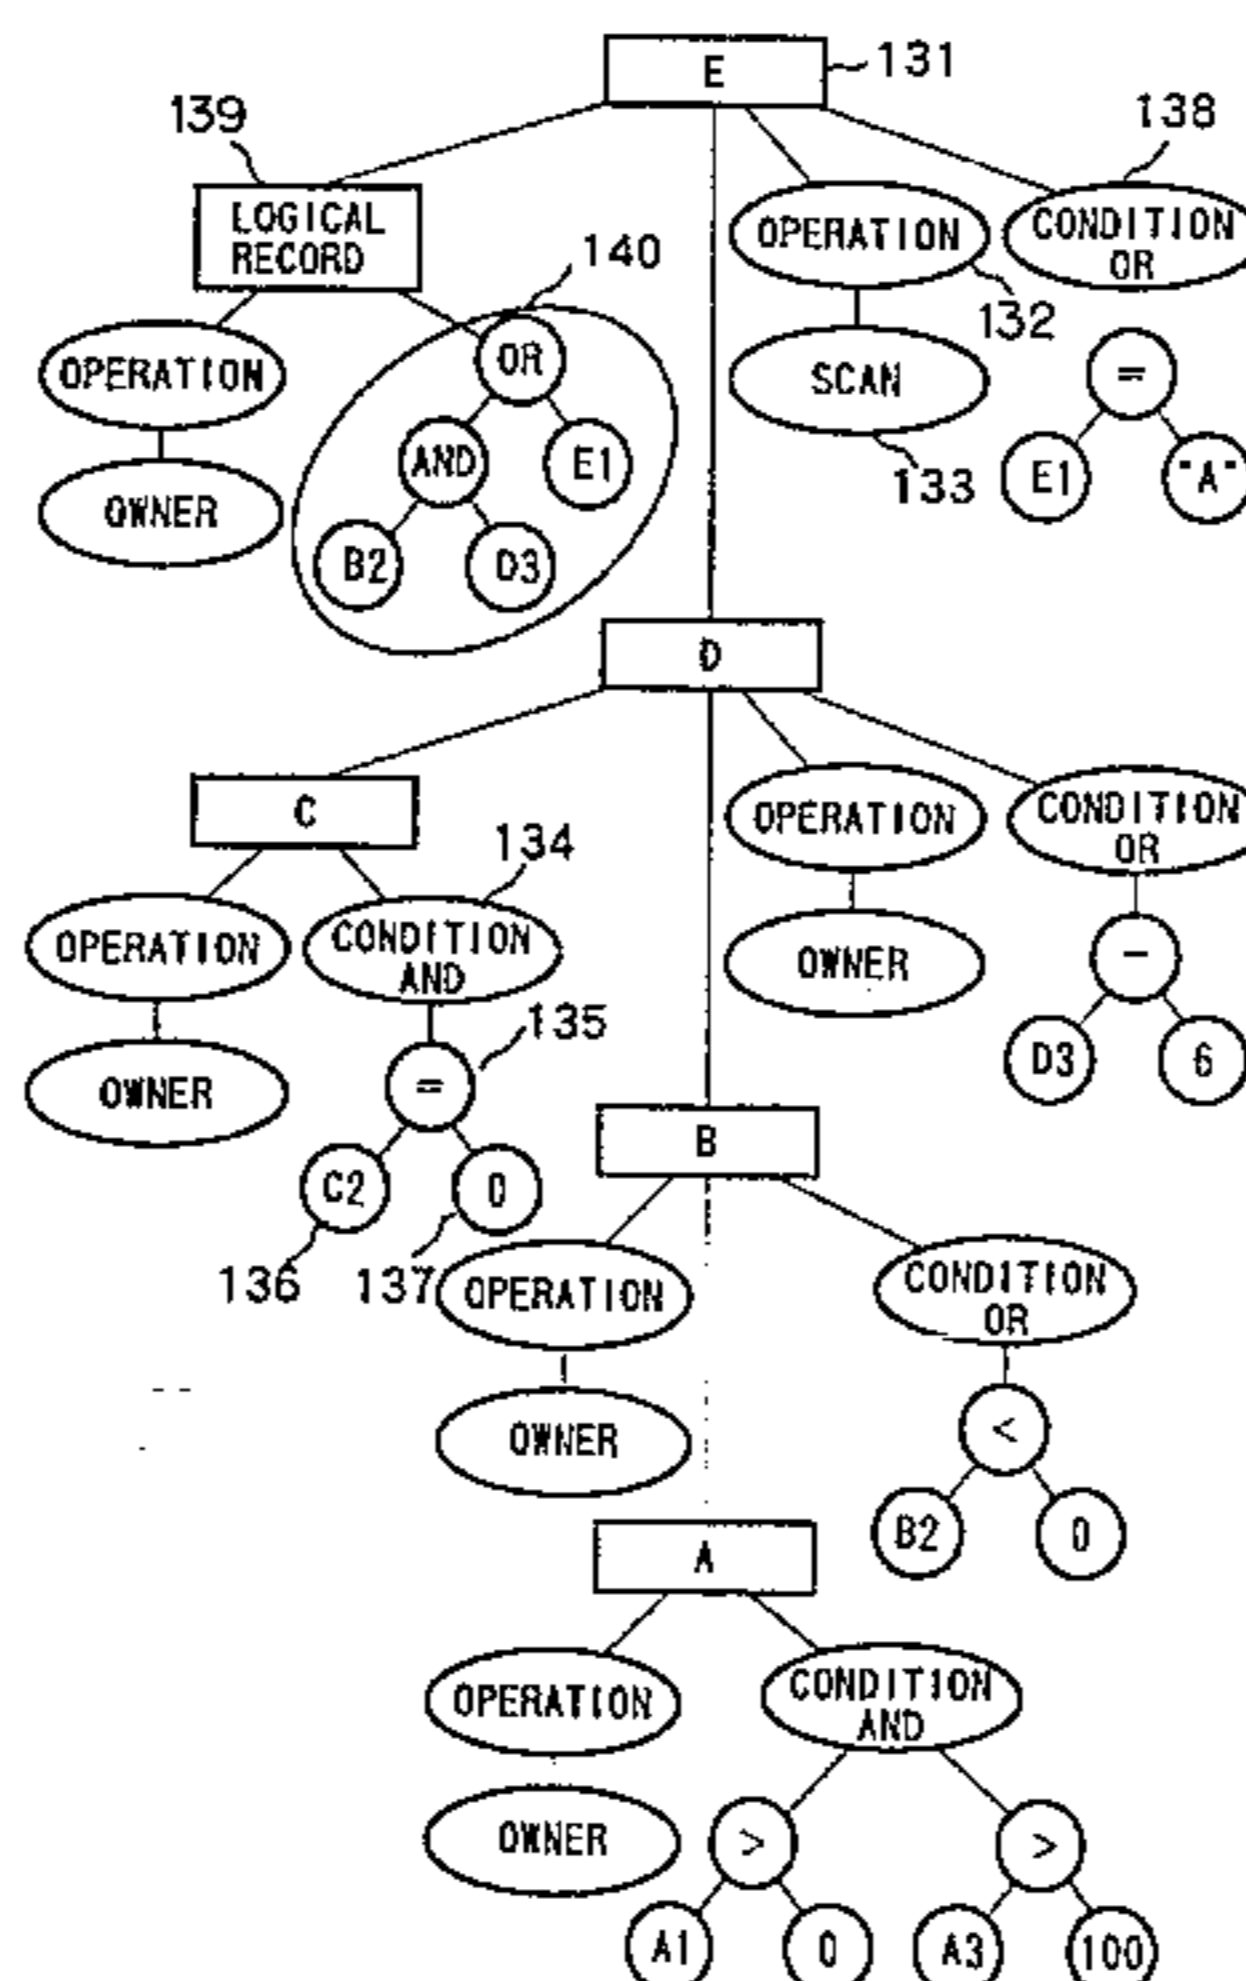 E
131
139
138
LOGICAL
RECORD
140
OPERATION
CONDITION
OR
132
OPERATION
OR
SCAN
=
AND
E1
133
E1
"A"
OWNER
B2
D3
D
C
134
OPERATION
CONDITION
OR
OPERATION
CONDITION
AND
OWNER
-
135
OWNER
=
D3
6
B
C2
0
136
137
OPERATION
CONDITION
OR
OWNER
<
B2
0
A
OPERATION
CONDITION
AND
OWNER
>
>
A1
0
A3
100